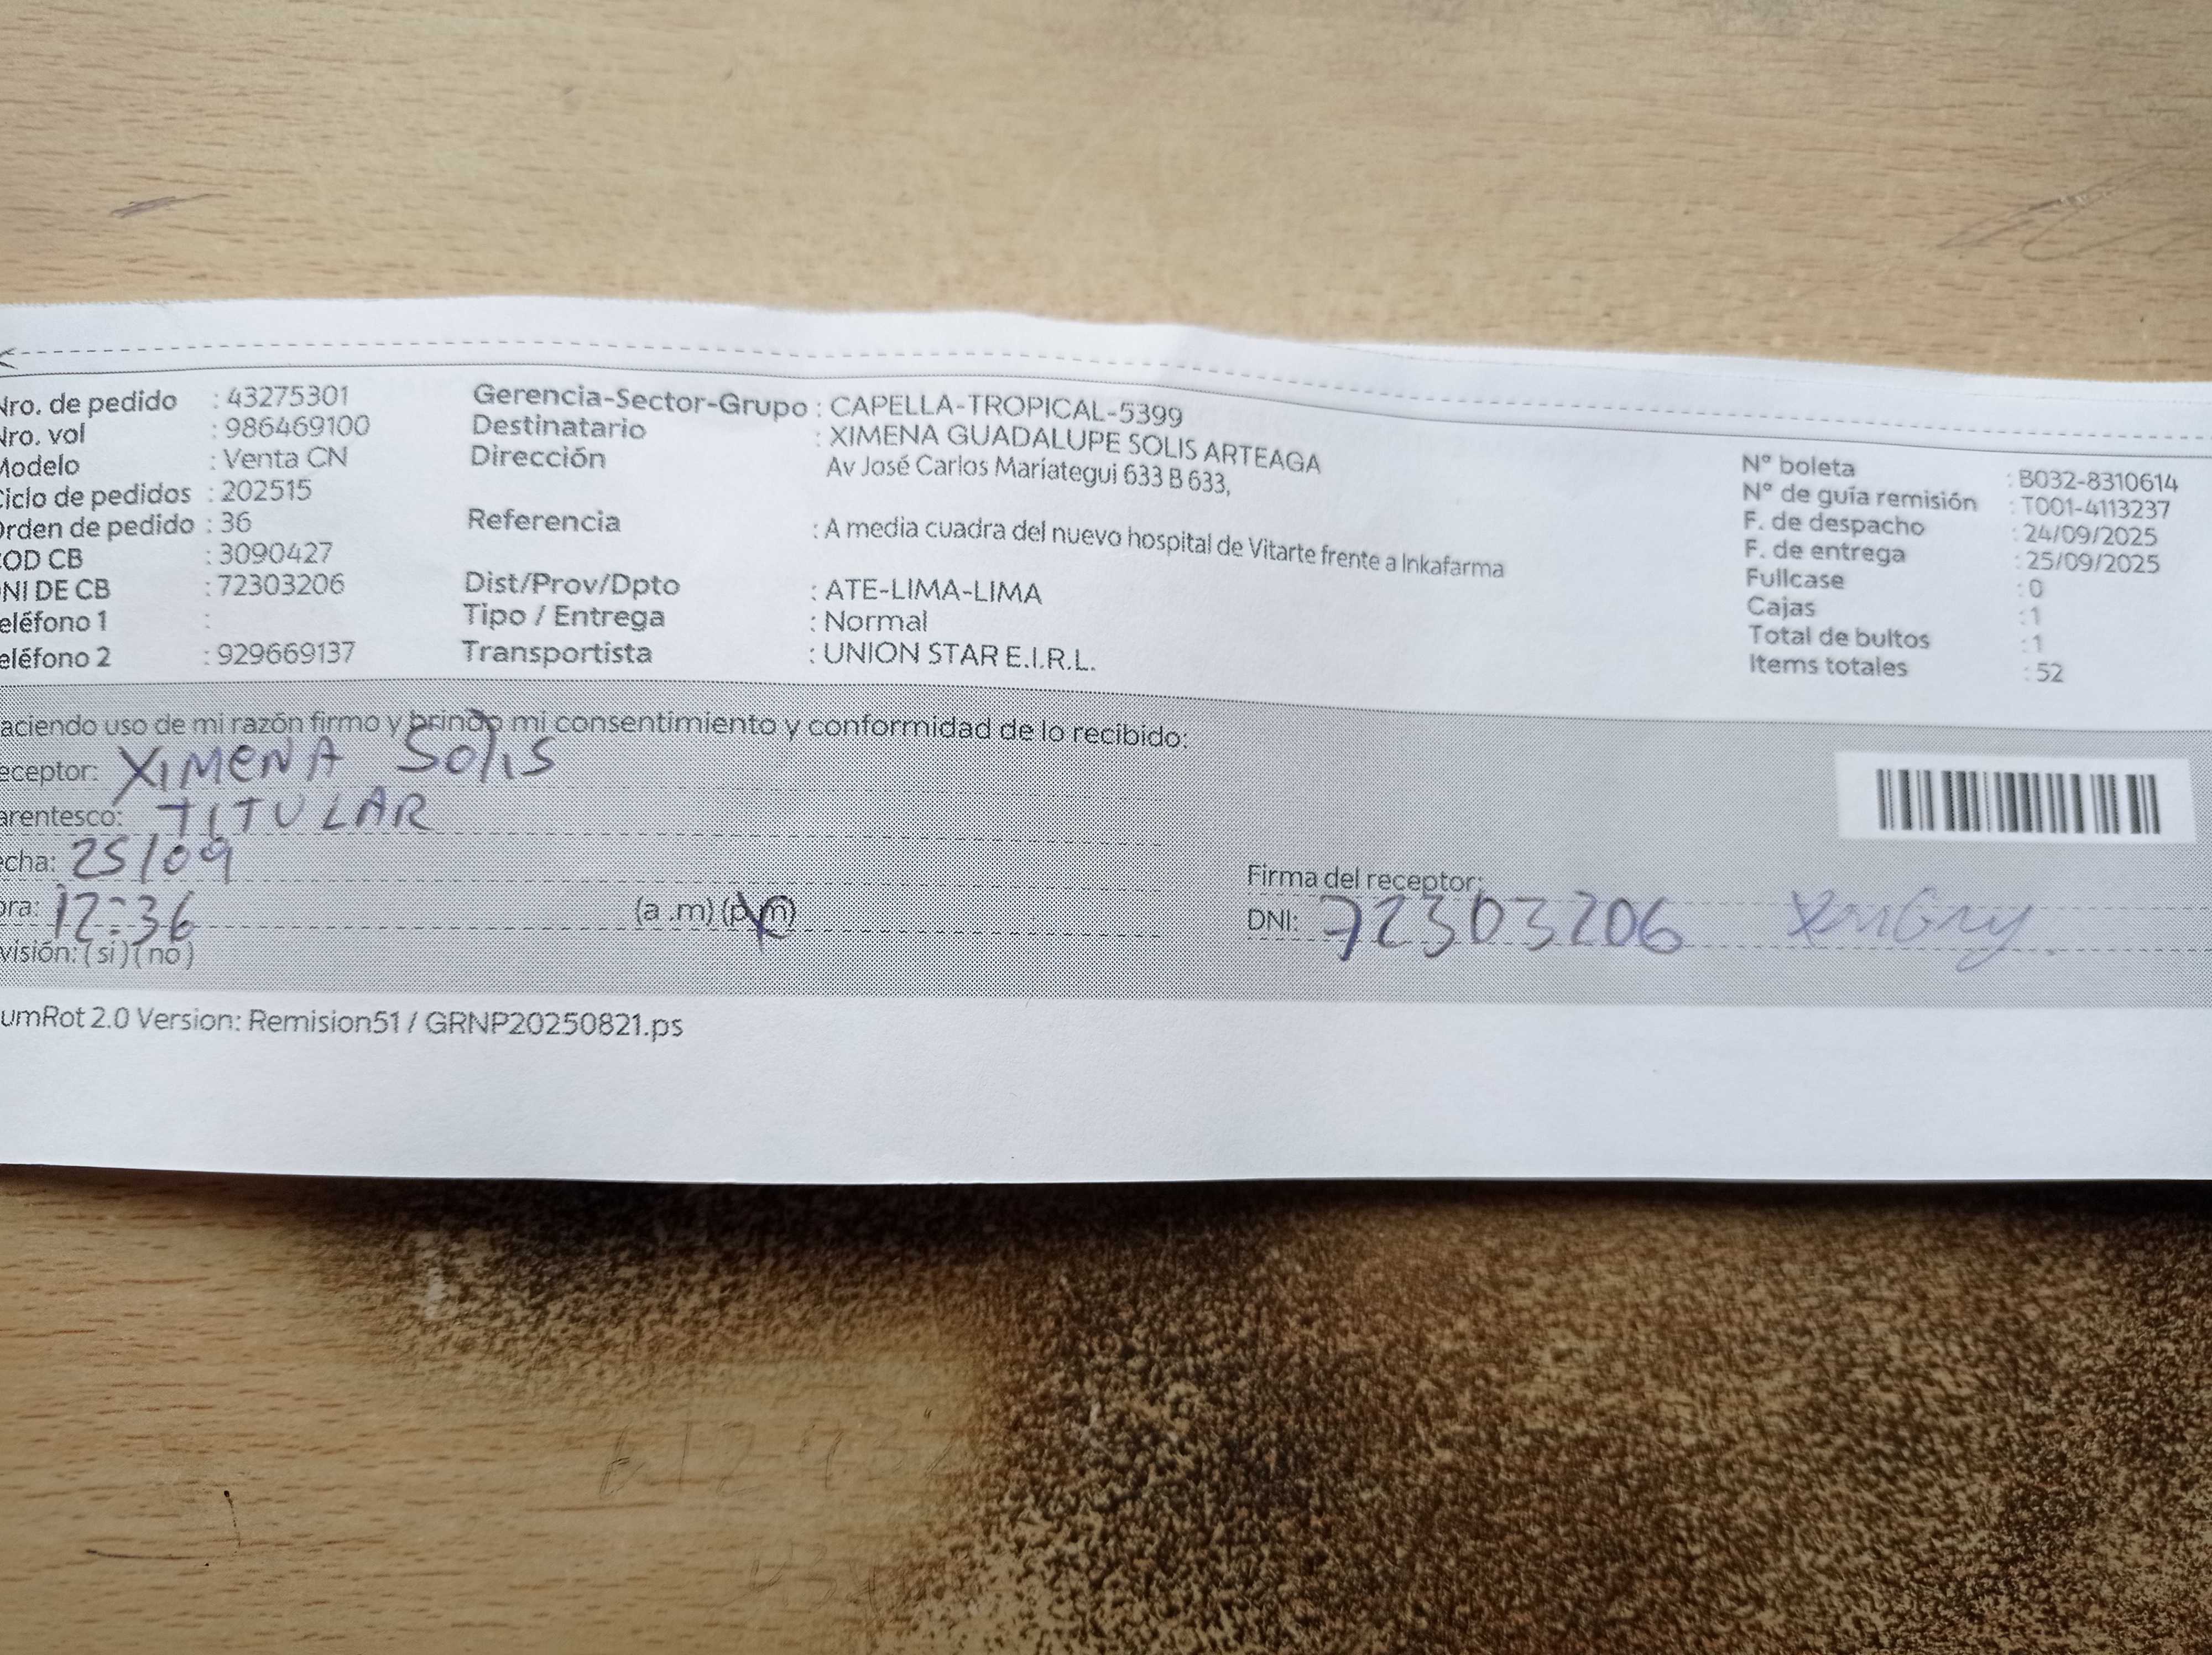 Nro. de pedido : 43275301
Nro. vol : 986469100
Modelo : Venta CN
Ciclo de pedidos : 202515
Orden de pedido : 36
COD CB : 3090427
DNI DE CB : 72303206
eléfono 1 :
eléfono 2 : 929669137
Gerencia-Sector-Grupo : CAPELLA-TROPICAL-5399
Destinatario : XIMENA GUADALUPE SOLIS ARTEAGA
Dirección Av José Carlos Mariategui 633 B 633,
Referencia : A media cuadra del nuevo hospital de Vitarte frente a Inkafarma
Dist/Prov/Dpto : ATE-LIMA-LIMA
Tipo / Entrega : Normal
Transportista : UNION STAR E.I.R.L.
N° boleta : B032-8310614
N° de guía remisión : T001-4113237
F. de despacho : 24/09/2025
F. de entrega : 25/09/2025
Fullcase : 0
Cajas : 1
Total de bultos : 1
Items totales : 52
aciendo uso de mi razón firmo y brindo mi consentimiento y conformidad de lo recibido:
eceptor: XIMENA SOLIS
arentesco: TITULAR
echa: 25/09
ora: 12:36 (a .m) (p.m)
visión: ( si ) ( no )
Firma del receptor:
DNI: 72303206
umRot 2.0 Version: Remision51 / GRNP20250821.ps